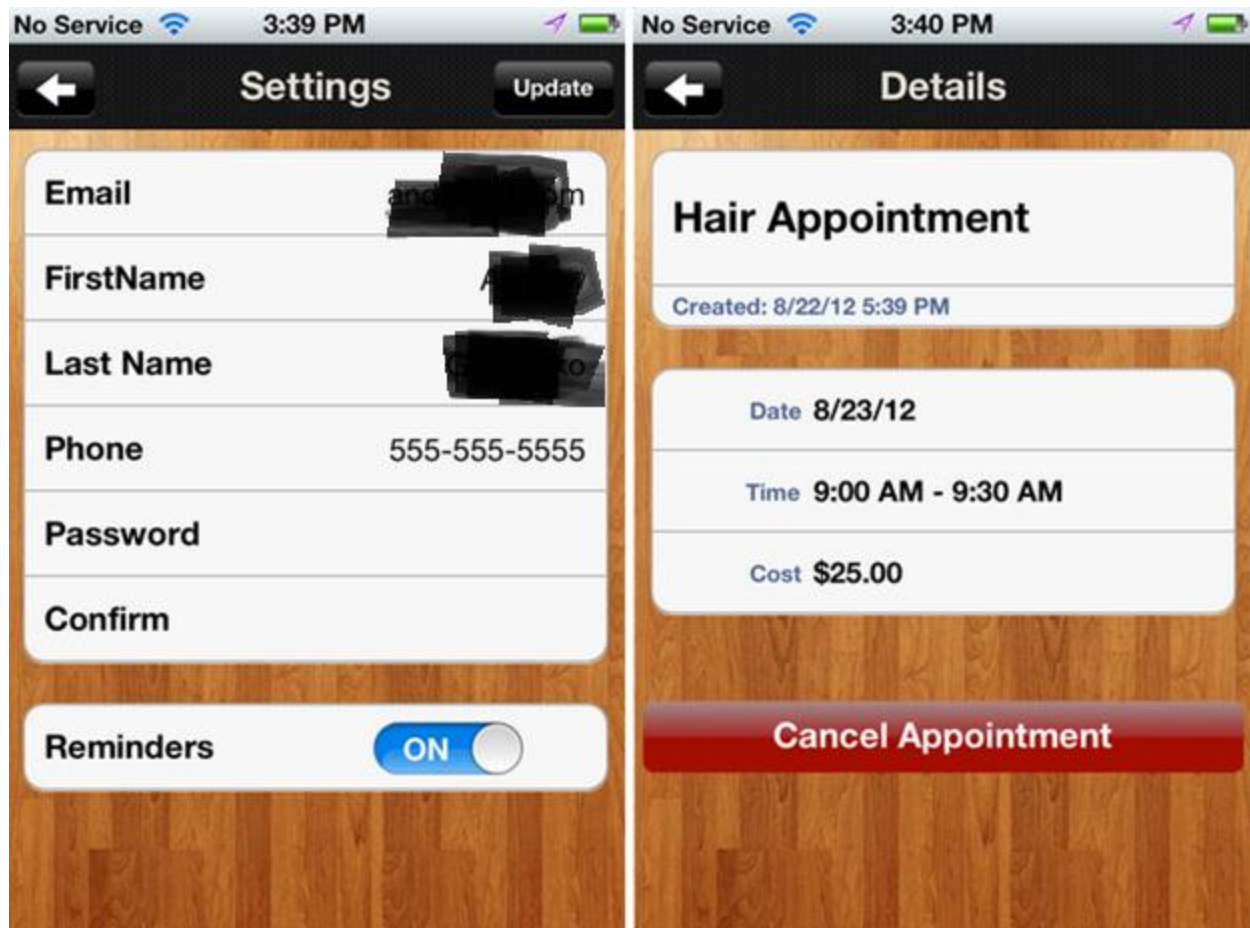 No Service 3:39 PM
Settings Update
Email
FirstName
Last Name
Phone 555-555-5555
Password
Confirm
Reminders ON
No Service 3:40 PM
Details
Hair Appointment
Created: 8/22/12 5:39 PM
Date 8/23/12
Time 9:00 AM - 9:30 AM
Cost $25.00
Cancel Appointment